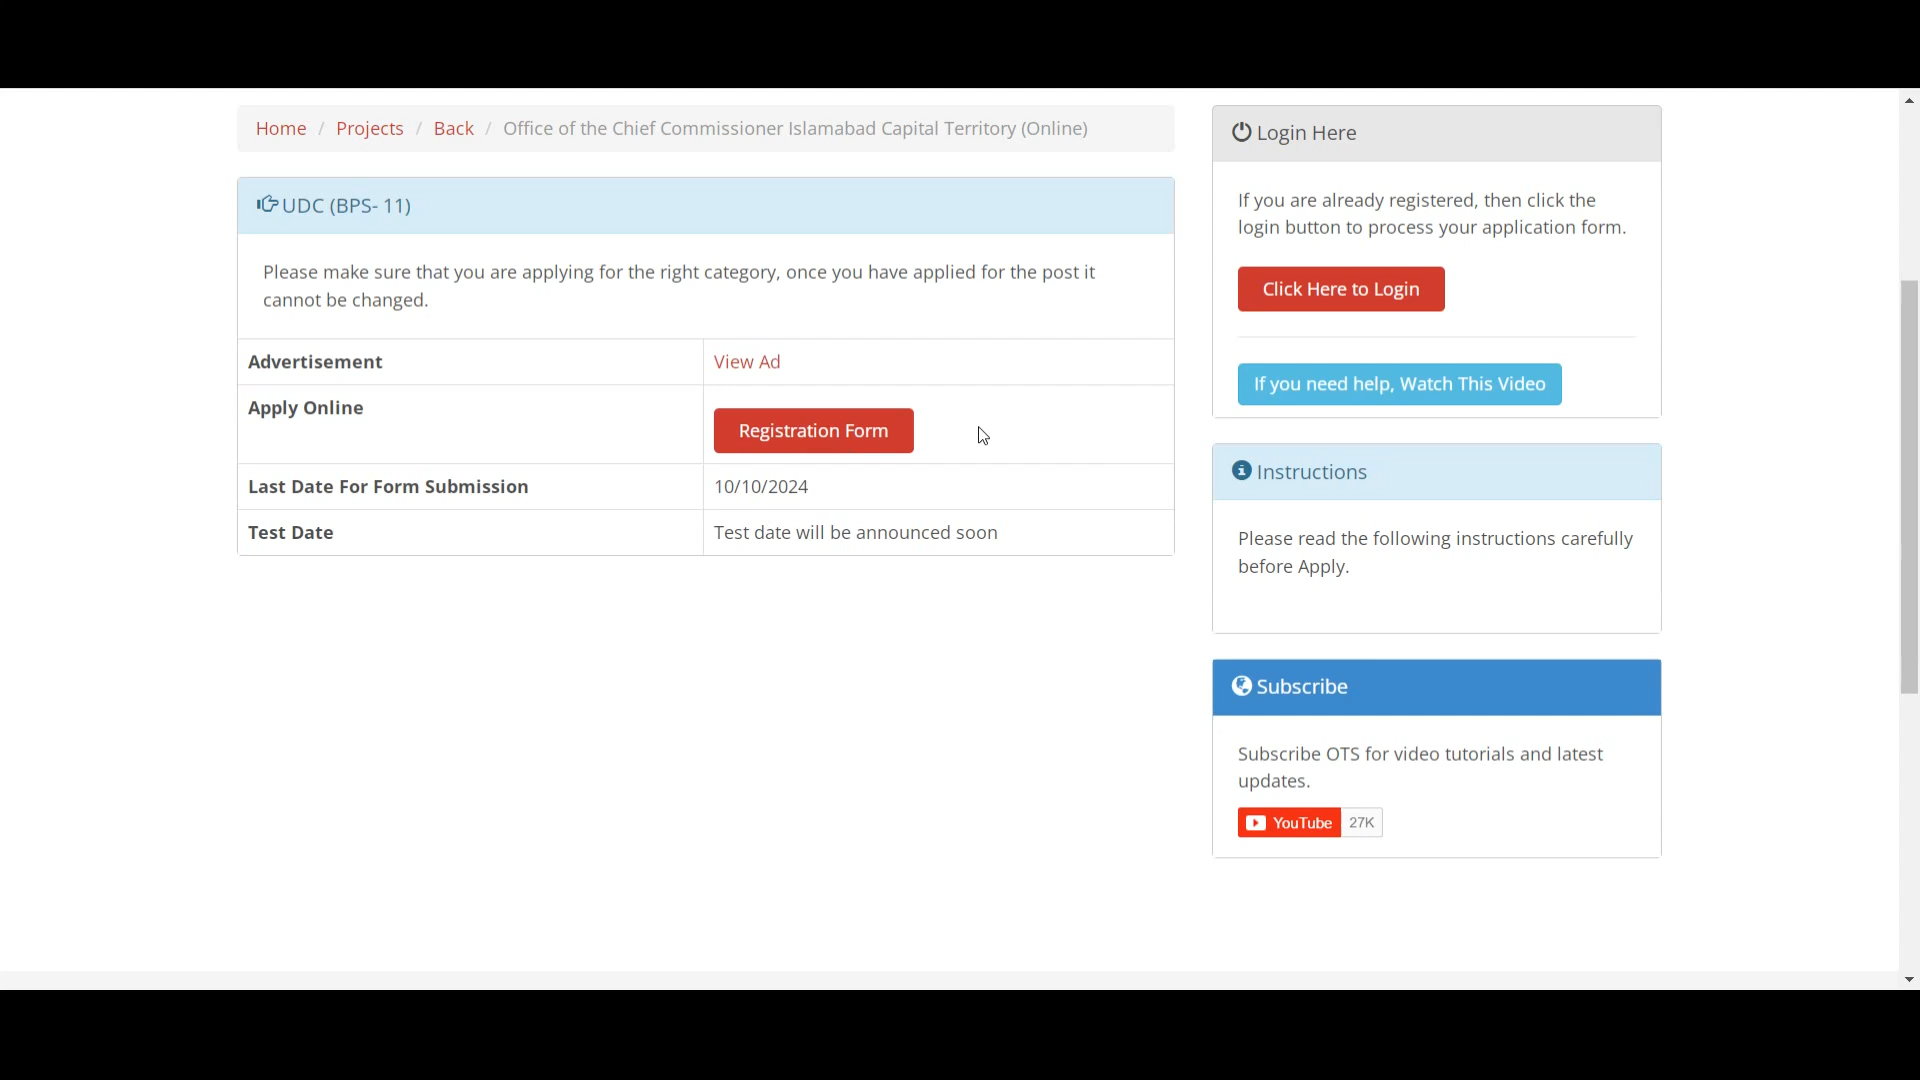 Home / Projects / Back / Office of the Chief Commissioner Islamabad Capital Territory (Online)
UDC (BPS- 11)
Please make sure that you are applying for the right category, once you have applied for the post it
cannot be changed.
Advertisement View Ad
Apply Online Registration Form
Last Date For Form Submission 10/10/2024
Test Date Test date will be announced soon
Login Here
If you are already registered, then click the
login button to process your application form.
Click Here to Login
If you need help, Watch This Video
Instructions
Please read the following instructions carefully
before Apply.
Subscribe
Subscribe OTS for video tutorials and latest
updates.
YouTube 27K